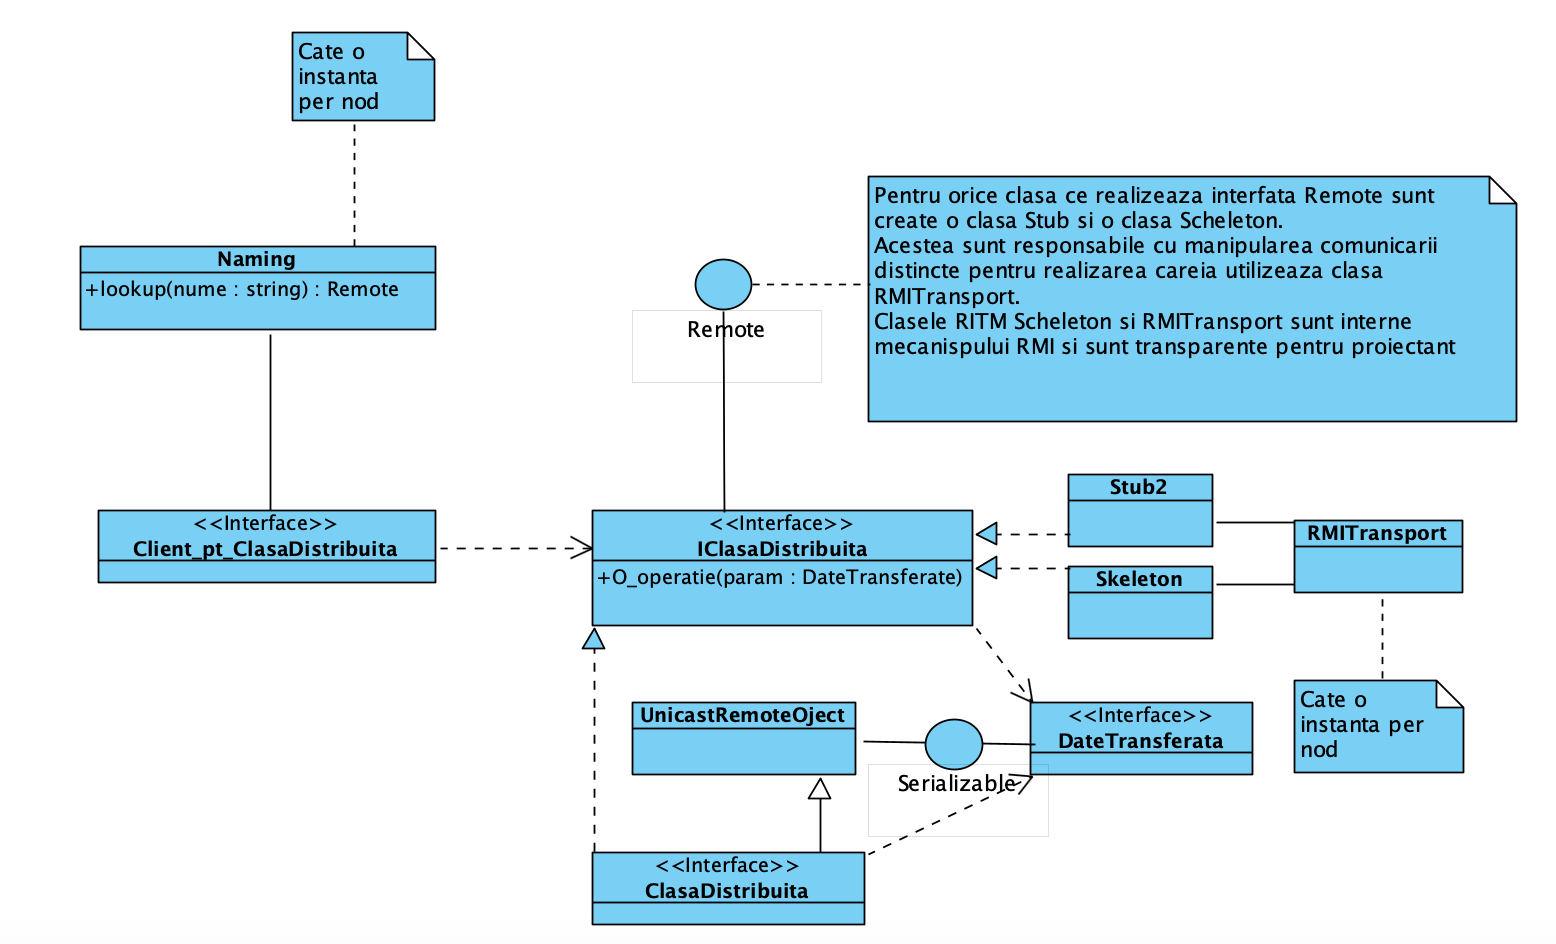 Cate o
instanta
per nod
Naming
+lookup(nume : string) : Remote
Remote
Pentru orice clasa ce realizeaza interfata Remote sunt
create o clasa Stub si o clasa Scheleton.
Acestea sunt responsabile cu manipularea comunicarii
distincte pentru realizarea careia utilizeaza clasa
RMITransport.
Clasele RITM Scheleton si RMITransport sunt interne
mecanispului RMI si sunt transparente pentru proiectant
<<Interface>>
Client_pt_ClasaDistribuita
<<Interface>>
IClasaDistribuita
+O_operatie(param : DateTransferate)
Stub2
Skeleton
RMITransport
Cate o
instanta per
nod
UnicastRemoteOject
Serializable
<<Interface>>
DateTransferata
<<Interface>>
ClasaDistribuita